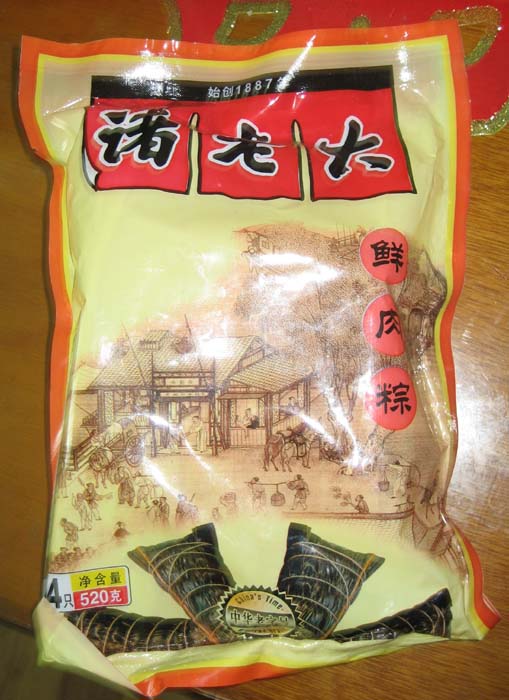 始创1887年
诸老大
鲜肉粽
4只
净含量
520克
China's Time
中华老字号